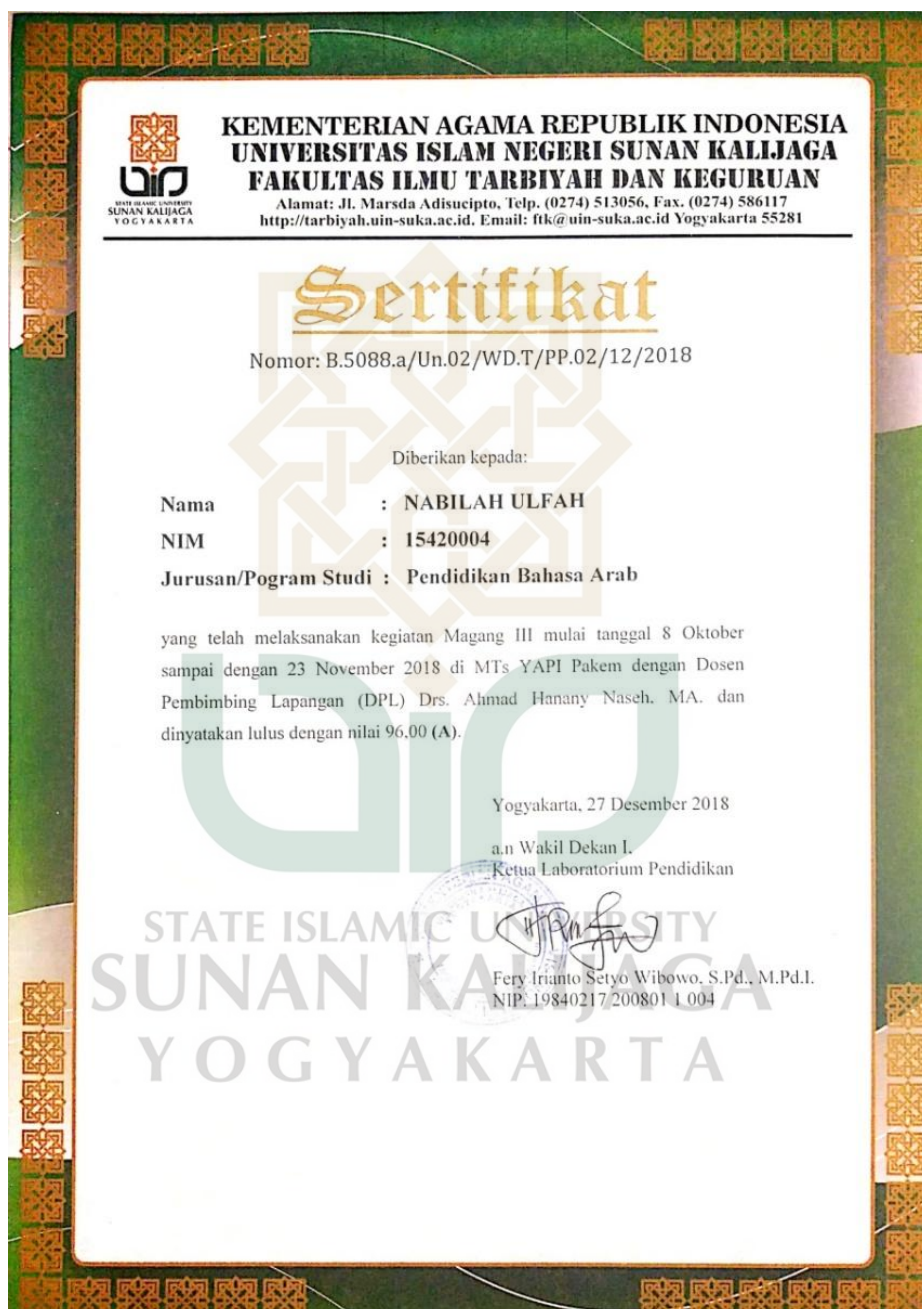 KEMENTERIAN AGAMA REPUBLIK INDONESIA
UNIVERSITAS ISLAM NEGERI SUNAN KALIJAGA
FAKULTAS ILMU TARBIYAH DAN KEGURUAN
Alamat: Jl. Marsda Adisucipto, Telp. (0274) 513056, Fax. (0274) 586117
http://tarbiyah.uin-suka.ac.id. Email: ftk@uin-suka.ac.id Yogyakarta 55281
uin
STATE ISLAMIC UNIVERSITY
SUNAN KALIJAGA
YOGYAKARTA
Sertifikat
Nomor: B.5088.a/Un.02/WD.T/PP.02/12/2018
Diberikan kepada:
Nama : NABILAH ULFAH
NIM : 15420004
Jurusan/Pogram Studi : Pendidikan Bahasa Arab
yang telah melaksanakan kegiatan Magang III mulai tanggal 8 Oktober
sampai dengan 23 November 2018 di MTs YAPI Pakem dengan Dosen
Pembimbing Lapangan (DPL) Drs. Ahmad Hanany Naseh, MA. dan
dinyatakan lulus dengan nilai 96,00 (A).
Yogyakarta, 27 Desember 2018
a.n Wakil Dekan I,
Ketua Laboratorium Pendidikan
Fery Irianto Setyo Wibowo, S.Pd., M.Pd.I.
NIP. 19840217 200801 1 004
uin
STATE ISLAMIC UNIVERSITY
SUNAN KALIJAGA
YOGYAKARTA